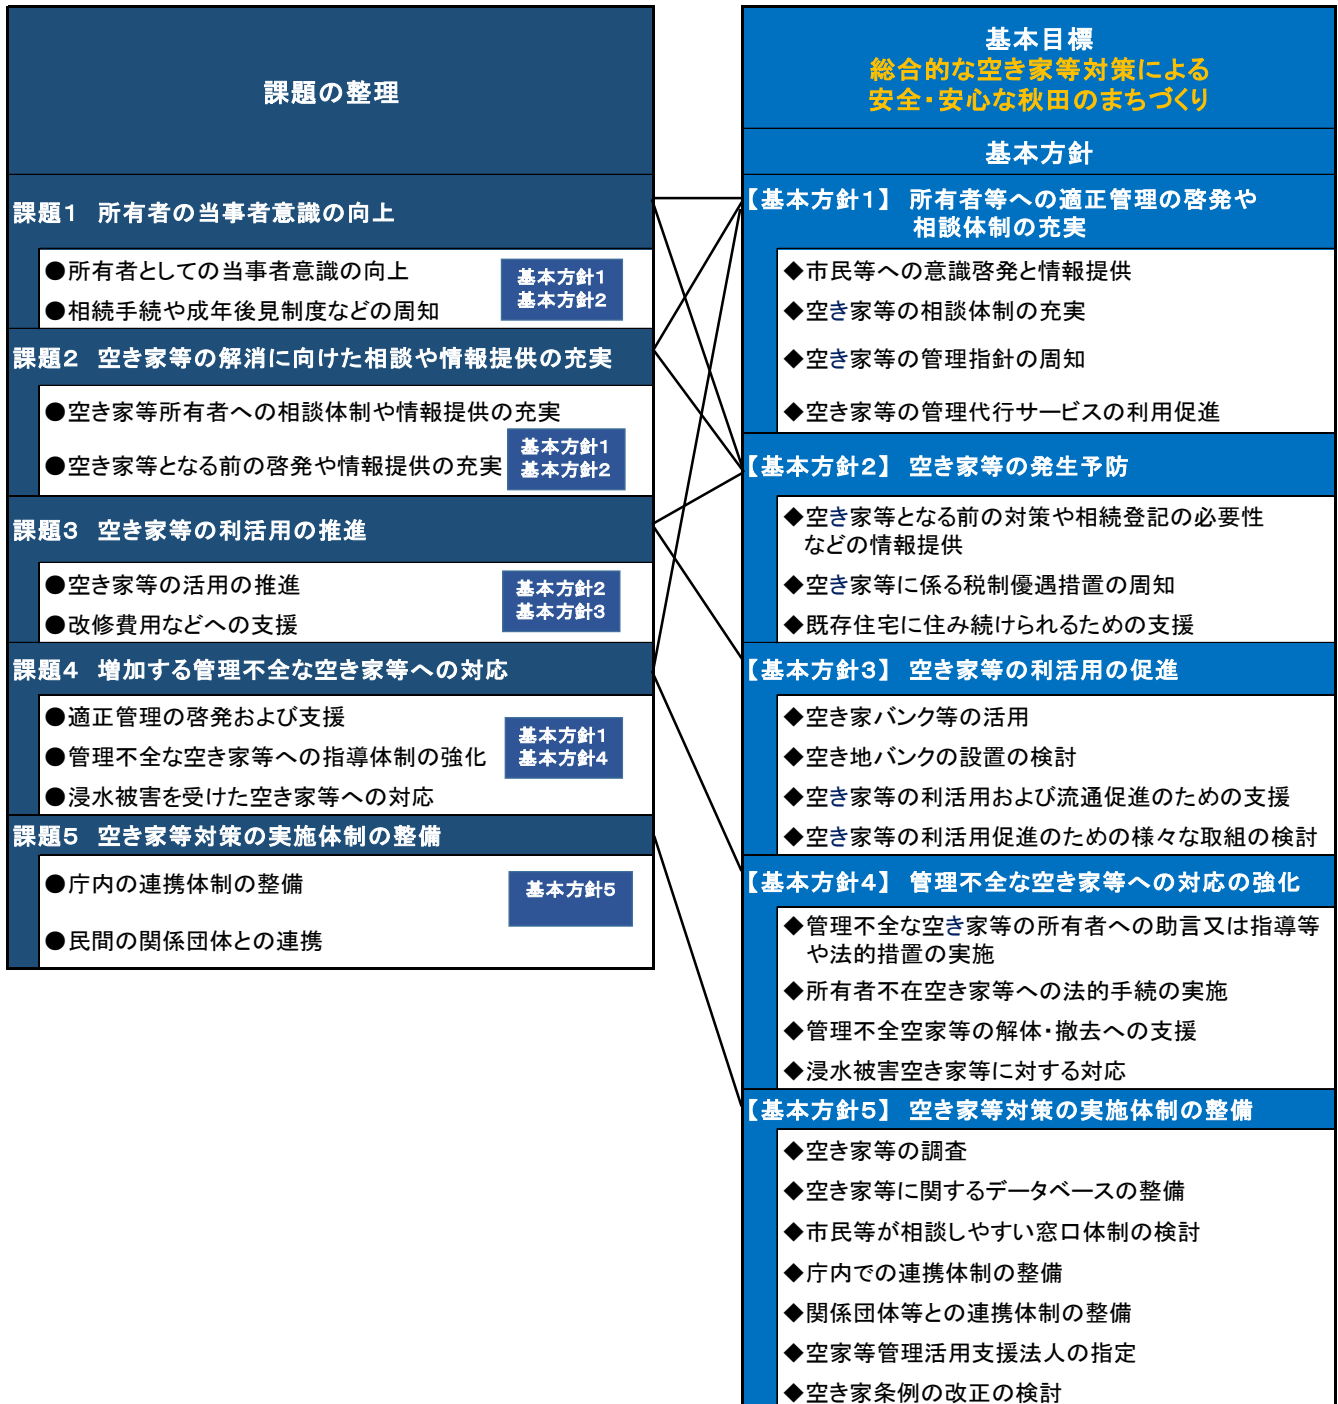 課題の整理
課題1　所有者の当事者意識の向上
●所有者としての当事者意識の向上
●相続手続や成年後見制度などの周知
基本方針1
基本方針2
課題2　空き家等の解消に向けた相談や情報提供の充実
●空き家等所有者への相談体制や情報提供の充実
●空き家等となる前の啓発や情報提供の充実
基本方針1
基本方針2
課題3　空き家等の利活用の推進
●空き家等の活用の推進
●改修費用などへの支援
基本方針2
基本方針3
課題4　増加する管理不全な空き家等への対応
●適正管理の啓発および支援
●管理不全な空き家等への指導体制の強化
●浸水被害を受けた空き家等への対応
基本方針1
基本方針4
課題5　空き家等対策の実施体制の整備
●庁内の連携体制の整備
●民間の関係団体との連携
基本方針5
基本目標
総合的な空き家等対策による
安全・安心な秋田のまちづくり
基本方針
【基本方針1】 所有者等への適正管理の啓発や
相談体制の充実
◆市民等への意識啓発と情報提供
◆空き家等の相談体制の充実
◆空き家等の管理指針の周知
◆空き家等の管理代行サービスの利用促進
【基本方針2】 空き家等の発生予防
◆空き家等となる前の対策や相続登記の必要性
などの情報提供
◆空き家等に係る税制優遇措置の周知
◆既存住宅に住み続けられるための支援
【基本方針3】 空き家等の利活用の促進
◆空き家バンク等の活用
◆空き地バンクの設置の検討
◆空き家等の利活用および流通促進のための支援
◆空き家等の利活用促進のための様々な取組の検討
【基本方針4】 管理不全な空き家等への対応の強化
◆管理不全な空き家等の所有者への助言又は指導等
や法的措置の実施
◆所有者不在空き家等への法的手続の実施
◆管理不全空家等の解体・撤去への支援
◆浸水被害空き家等に対する対応
【基本方針5】 空き家等対策の実施体制の整備
◆空き家等の調査
◆空き家等に関するデータベースの整備
◆市民等が相談しやすい窓口体制の検討
◆庁内での連携体制の整備
◆関係団体等との連携体制の整備
◆空家等管理活用支援法人の指定
◆空き家条例の改正の検討